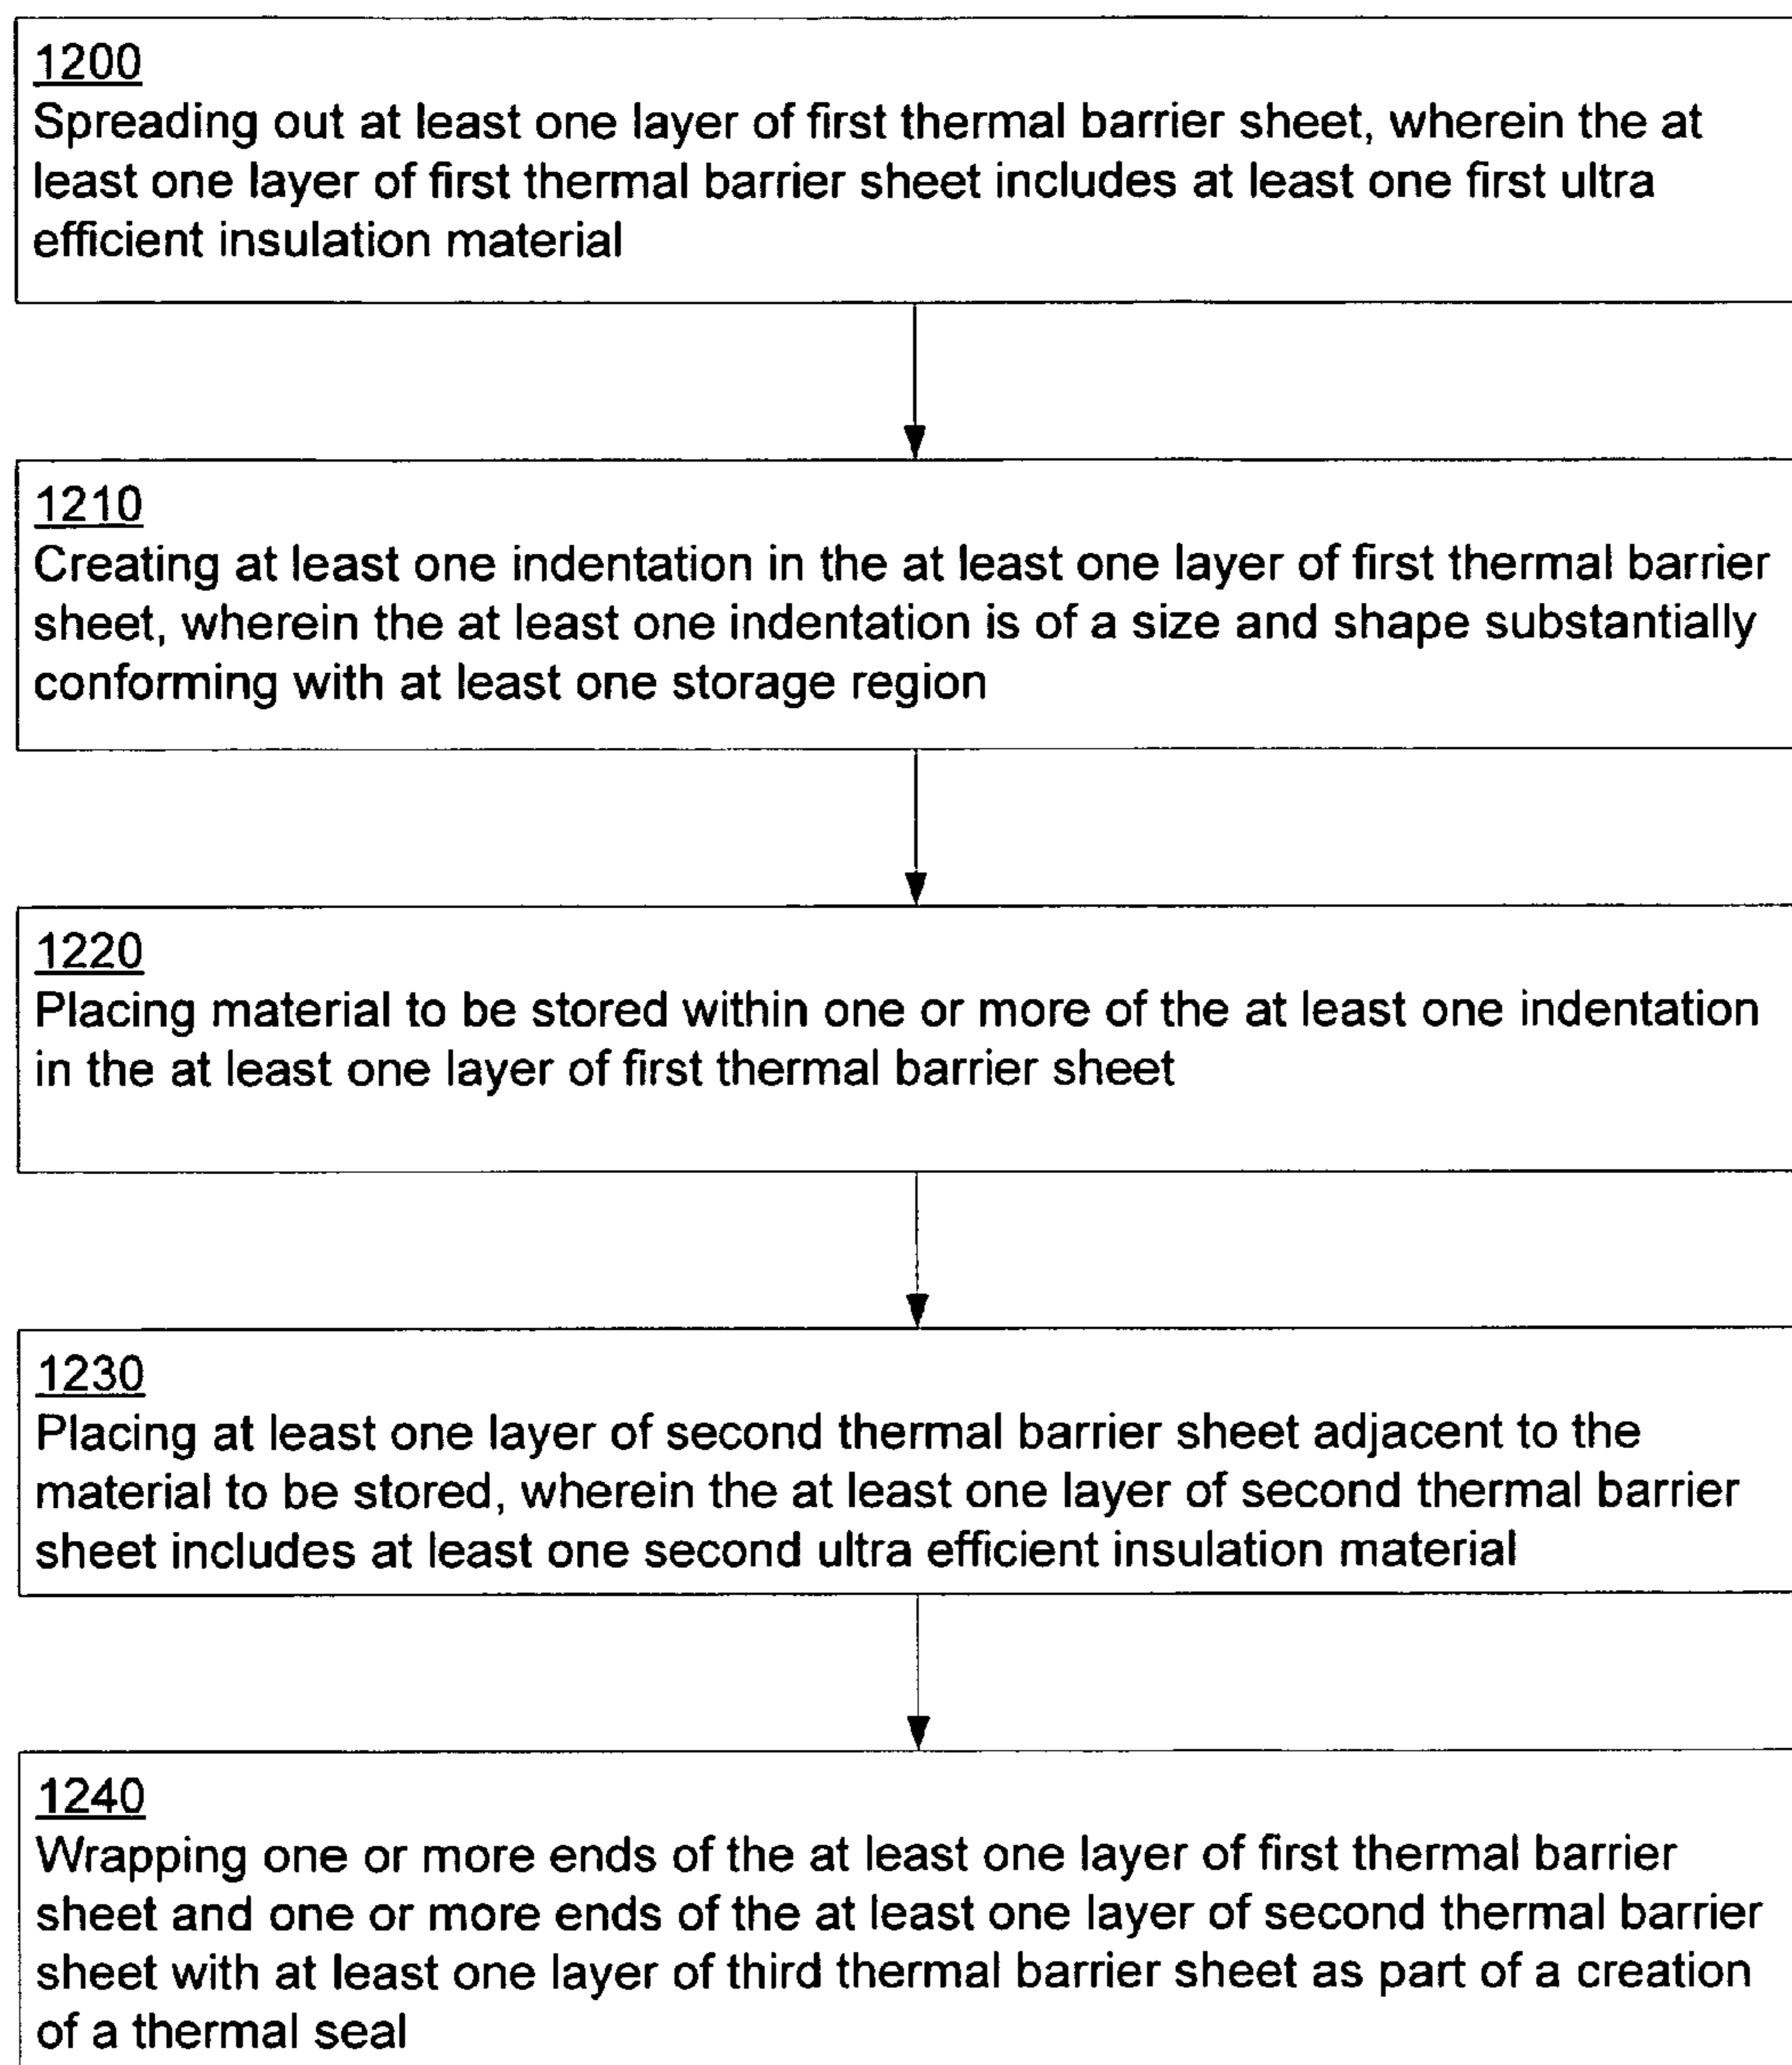 1200
Spreading out at least one layer of first thermal barrier sheet, wherein the at
least one layer of first thermal barrier sheet includes at least one first ultra
efficient insulation material
1210
Creating at least one indentation in the at least one layer of first thermal barrier
sheet, wherein the at least one indentation is of a size and shape substantially
conforming with at least one storage region
1220
Placing material to be stored within one or more of the at least one indentation
in the at least one layer of first thermal barrier sheet
1230
Placing at least one layer of second thermal barrier sheet adjacent to the
material to be stored, wherein the at least one layer of second thermal barrier
sheet includes at least one second ultra efficient insulation material
1240
Wrapping one or more ends of the at least one layer of first thermal barrier
sheet and one or more ends of the at least one layer of second thermal barrier
sheet with at least one layer of third thermal barrier sheet as part of a creation
of a thermal seal